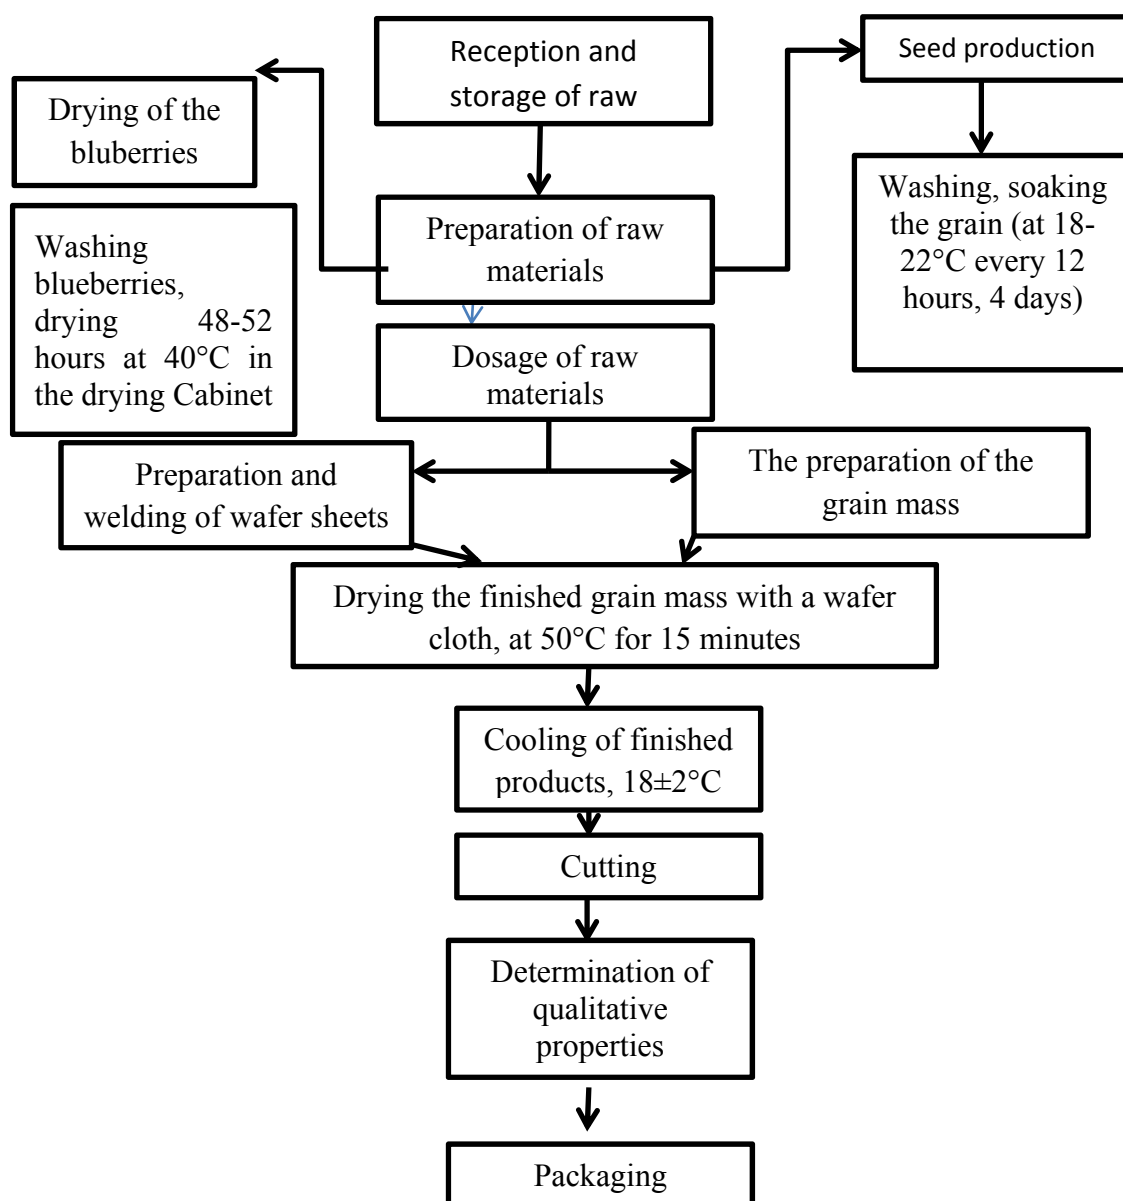 Reception and
storage of raw
Seed production
Drying of the
bluberries
Washing, soaking
the grain (at 18-
22°C every 12
hours, 4 days)
Preparation of raw
materials
Washing
blueberries,
drying 48-52
hours at 40°C in
the drying Cabinet
Dosage of raw
materials
Preparation and
welding of wafer sheets
The preparation of the
grain mass
Drying the finished grain mass with a wafer
cloth, at 50°C for 15 minutes
Cooling of finished
products, 18±2°C
Cutting
Determination of
qualitative
properties
Packaging